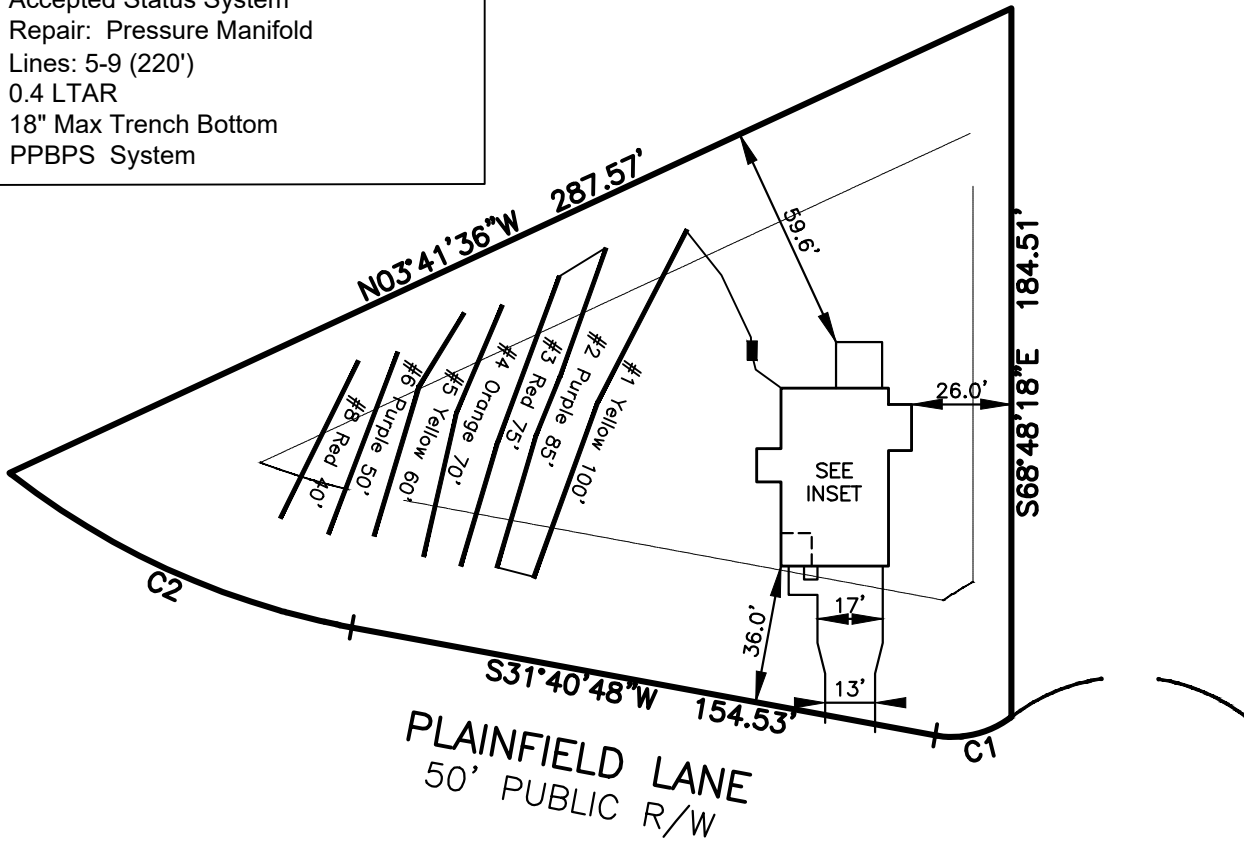 Accepted Status System
Repair: Pressure Manifold
Lines: 5-9 (220')
0.4 LTAR
18" Max Trench Bottom
PPBPS System
N03°41'36"W 287.57'
59.6'
S68°48'18"E 184.51'
26.0'
#1 Yellow 100'
#2 Purple 85'
#3 Red 75'
#4 Orange 70'
#5 Yellow 60'
#6 Purple 50'
#8 Red 40'
SEE
INSET
17'
36.0'
13'
C2
S31°40'48"W 154.53'
C1
PLAINFIELD LANE
50' PUBLIC R/W